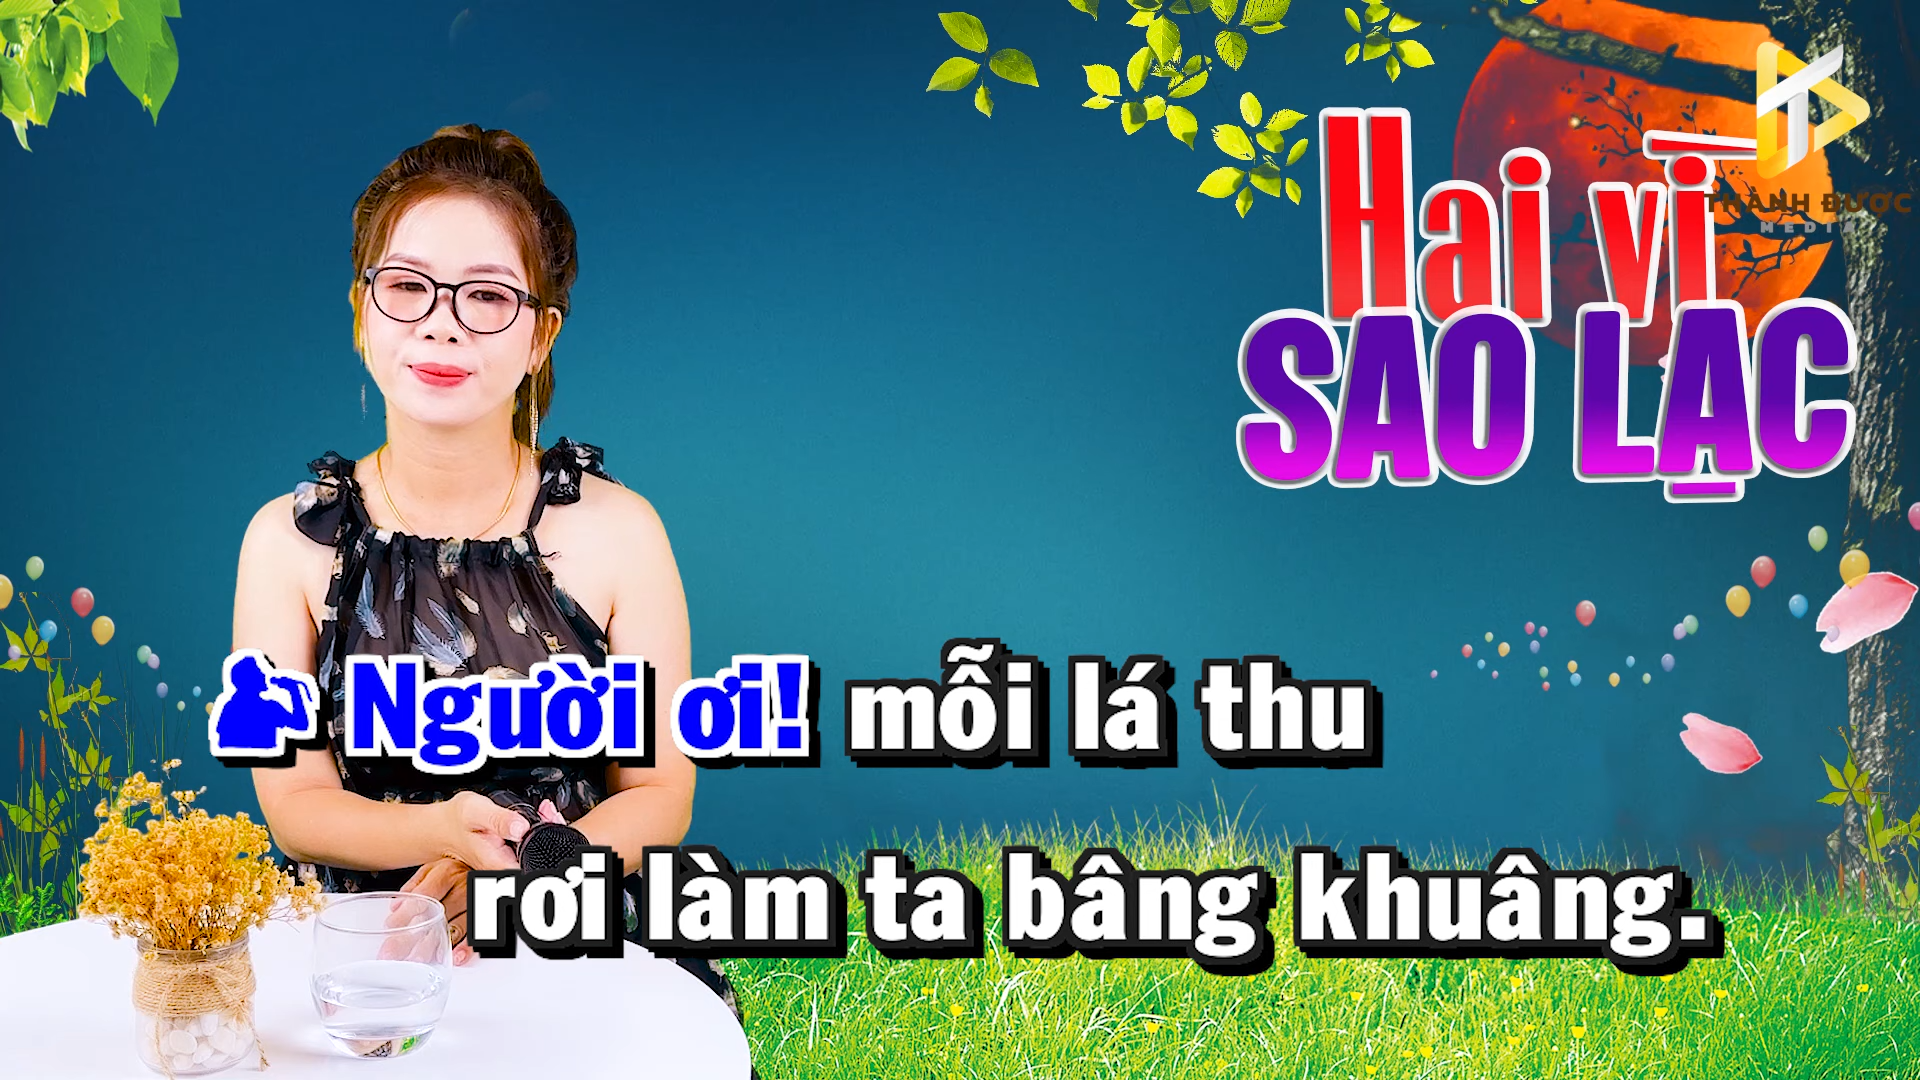 Hai vì
SAO LẠC
THÀNH ĐƯỢC
MEDIA
Người ơi! mỗi lá thu
rơi làm ta bâng khuâng.